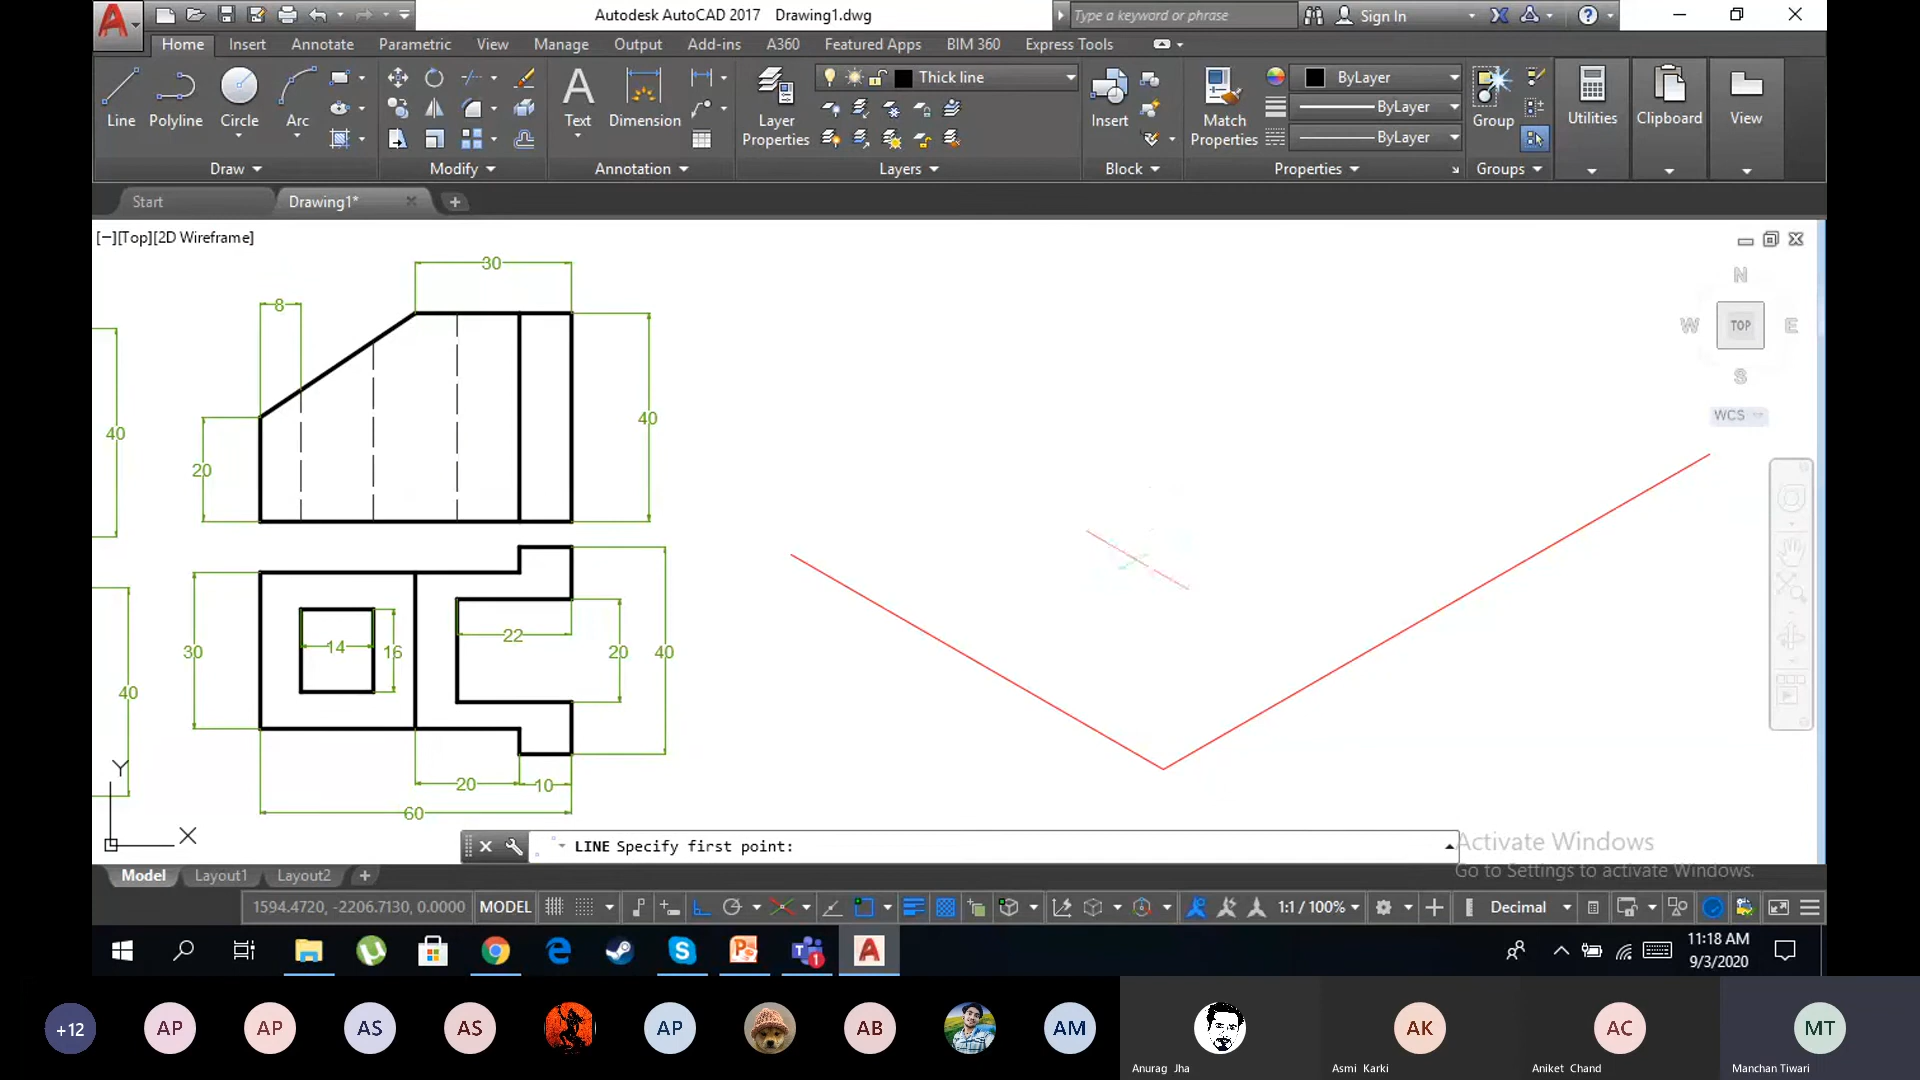 Autodesk AutoCAD 2017 Drawing1.dwg
Type a keyword or phrase
Sign In
Home Insert Annotate Parametric View Manage Output Add-ins A360 Featured Apps BIM 360 Express Tools
Thick line
ByLayer
ByLayer
ByLayer
Line Polyline Circle Arc
Text Dimension
Layer
Properties
Insert
Match
Properties
Group
Utilities Clipboard View
Draw Modify Annotation Layers Block Properties Groups
Start Drawing1*
[−][Top][2D Wireframe]
N
W TOP E
S
WCS
30
8
40
40
20
14
16
22
20
40
30
40
20
10
60
Y
X
LINE Specify first point:
Activate Windows
Go to Settings to activate Windows.
Model Layout1 Layout2
1594.4720, -2206.7130, 0.0000 MODEL 1:1 / 100% Decimal
1
11:18 AM
9/3/2020
+12 AP AP AS AS AP AB AM AK AC MT
Anurag Jha Asmi Karki Aniket Chand Manchan Tiwari